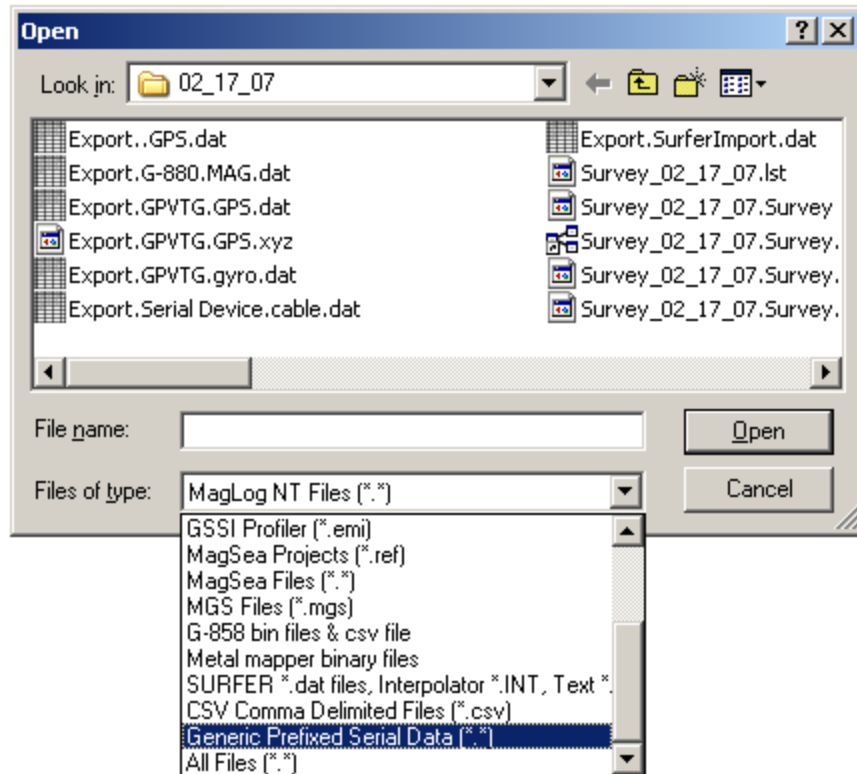 Open
Look in: 02_17_07
Export..GPS.dat
Export.G-880.MAG.dat
Export.GPVTG.GPS.dat
Export.GPVTG.GPS.xyz
Export.GPVTG.gyro.dat
Export.Serial Device.cable.dat
Export.SurferImport.dat
Survey_02_17_07.lst
Survey_02_17_07.Survey
Survey_02_17_07.Survey.
Survey_02_17_07.Survey.
Survey_02_17_07.Survey.
File name:
Open
Files of type: MagLog NT Files (*.*)
Cancel
GSSI Profiler (*.emi)
MagSea Projects (*.ref)
MagSea Files (*.*)
MGS Files (*.mgs)
G-858 bin files & csv file
Metal mapper binary files
SURFER *.dat files, Interpolator *.INT, Text *.
CSV Comma Delimited Files (*.csv)
Generic Prefixed Serial Data (*.*)
All Files (*.*)